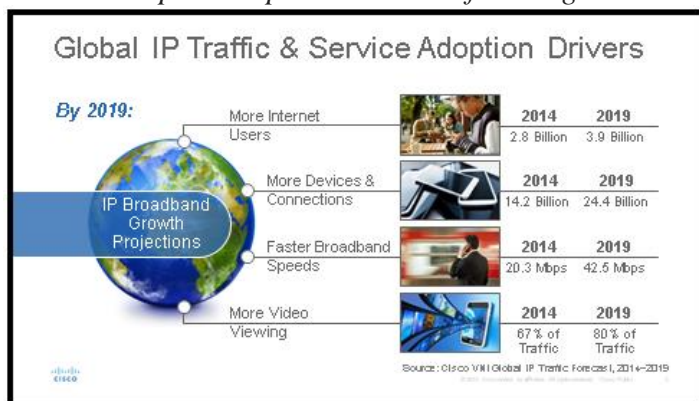 Global IP Traffic & Service Adoption Drivers
By 2019:
IP Broadband
Growth
Projections
More Internet
Users
2014 2019
2.8 Billion 3.9 Billion
More Devices &
Connections
2014 2019
14.2 Billion 24.4 Billion
Faster Broadband
Speeds
2014 2019
20.3 Mbps 42.5 Mbps
More Video
Viewing
2014 2019
67% of 80% of
Traffic Traffic
Source: Cisco VNI Global IP Traffic Forecast, 2014–2019
CISCO